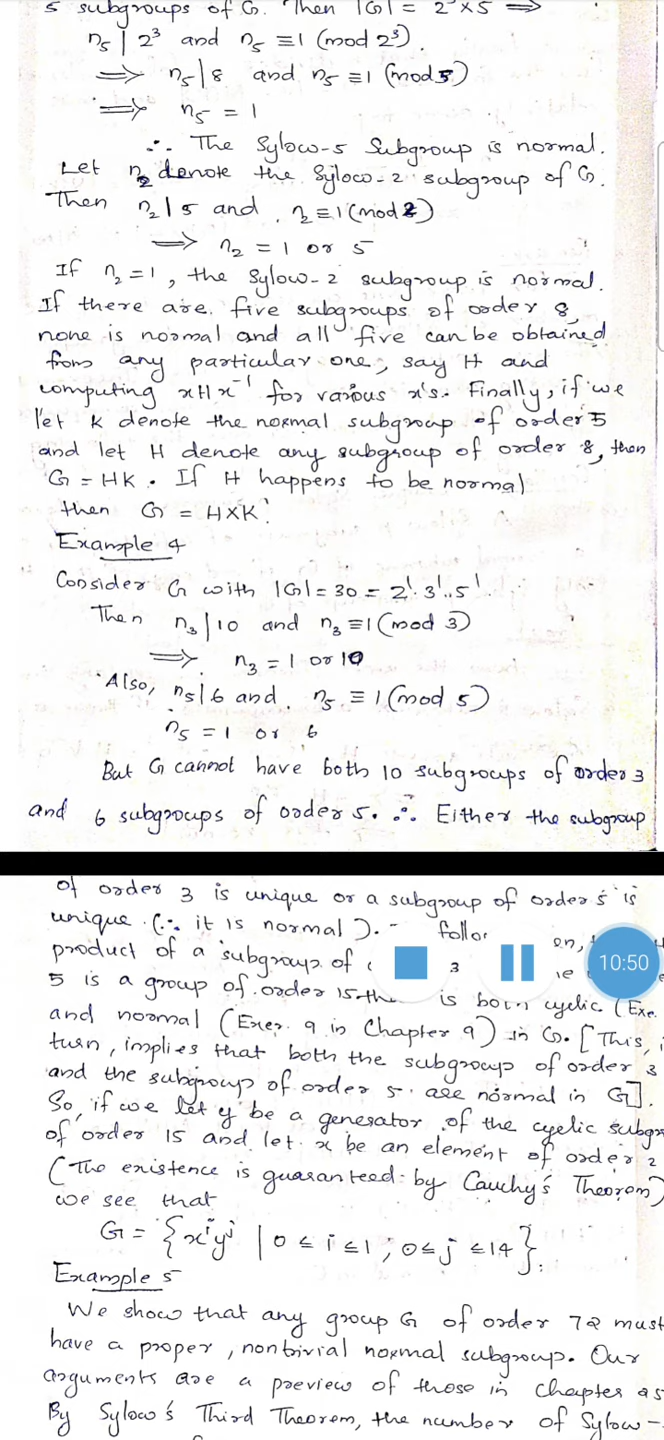 5 subgroups of G. Then |G| = 2³ × 5 ⟹
n₅ | 2³ and n₅ ≡ 1 (mod 2³).
⟹ n₅ | 8 and n₅ ≡ 1 (mod 5)
⟹ n₅ = 1
∴ The Sylow-5 Subgroup is normal.
Let n₂ denote the Sylow-2 subgroup of G.
Then n₂ | 5 and n₂ ≡ 1 (mod 2)
⟹ n₂ = 1 or 5
If n₂ = 1, the Sylow-2 subgroup is normal.
If there are five subgroups of order 8,
none is normal and all five can be obtained
from any particular one, say H and
computing xHx⁻¹ for various x's. Finally, if we
let k denote the normal subgroup of order 5
and let H denote any subgroup of order 8, then
G = HK. If H happens to be normal
then G = H×K.
Example 4
Consider G with |G| = 30 = 2¹·3¹·5¹
Then n₃ | 10 and n₃ ≡ 1 (mod 3)
⟹ n₃ = 1 or 10
Also, n₅ | 6 and n₅ ≡ 1 (mod 5)
n₅ = 1 or 6
But G cannot have both 10 subgroups of order 3
and 6 subgroups of order 5. ∴ Either the subgroup
of order 3 is unique or a subgroup of order 5 is
unique. (∴ it is normal).
product of a subgroup of 3
10:50
5 is a group of order 15 is both cyclic (Exe.
and normal (Exer. 9 in Chapter 9) in G. [This, i
turn, implies that both the subgroup of order 3
and the subgroup of order 5 are normal in G].
So, if we let y be a generator of the cyclic subgr
of order 15 and let x be an element of order 2
(The existence is guaranteed by Cauchy's Theorem)
we see that
G = {xⁱyʲ | 0 ≤ i ≤ 1 ; 0 ≤ j ≤ 14}.
Example 5
We show that any group G of order 72 must
have a proper, nontrivial normal subgroup. Our
arguments are a preview of those in chapter 25
By Sylow's Third Theorem, the number of Sylow-